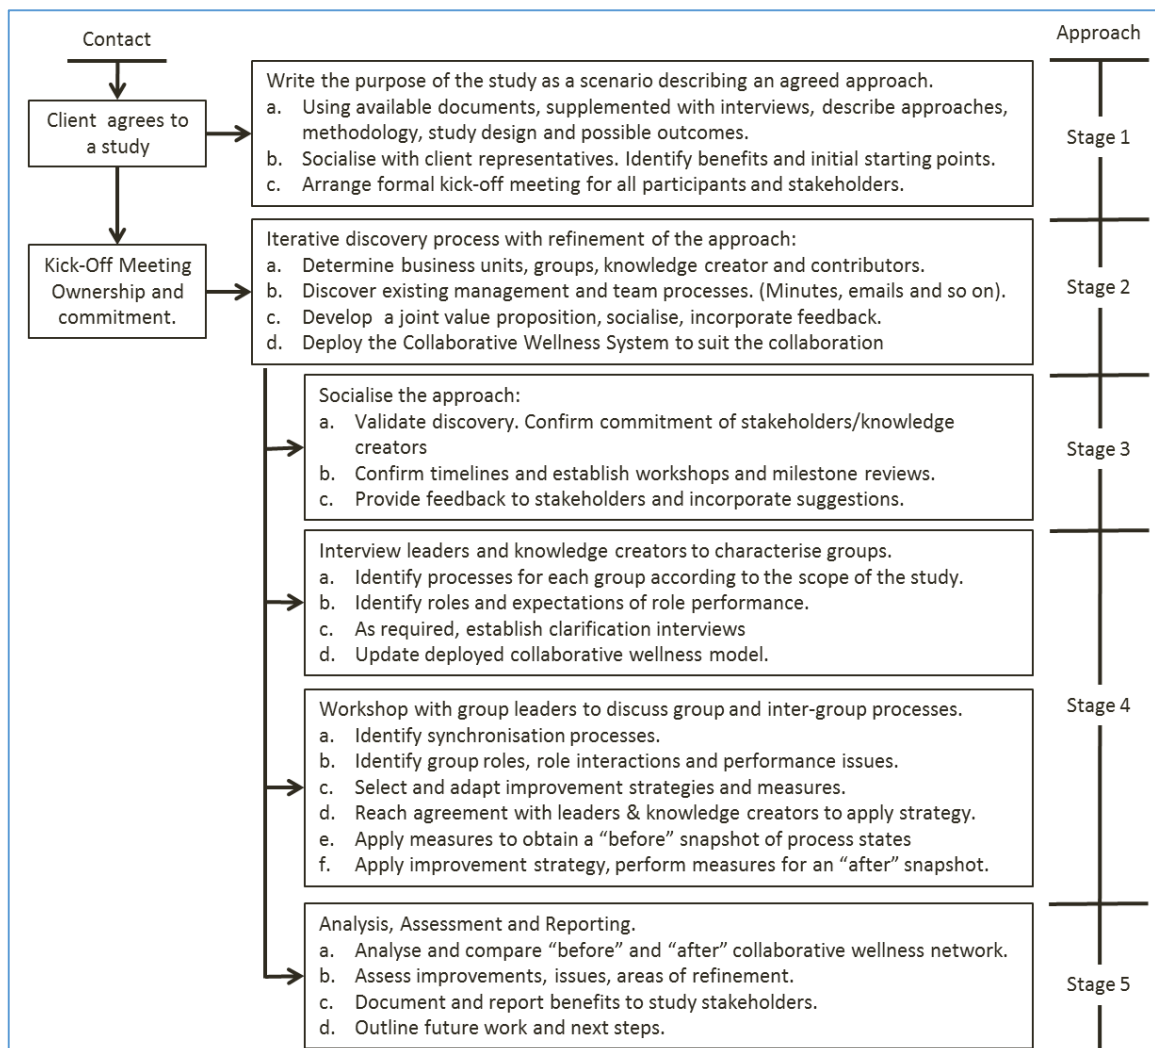 Contact
Approach
Client agrees to
a study
Write the purpose of the study as a scenario describing an agreed approach.
a. Using available documents, supplemented with interviews, describe approaches,
methodology, study design and possible outcomes.
b. Socialise with client representatives. Identify benefits and initial starting points.
c. Arrange formal kick-off meeting for all participants and stakeholders.
Stage 1
Kick-Off Meeting
Ownership and
commitment.
Iterative discovery process with refinement of the approach:
a. Determine business units, groups, knowledge creator and contributors.
b. Discover existing management and team processes. (Minutes, emails and so on).
c. Develop a joint value proposition, socialise, incorporate feedback.
d. Deploy the Collaborative Wellness System to suit the collaboration
Stage 2
Socialise the approach:
a. Validate discovery. Confirm commitment of stakeholders/knowledge
creators
b. Confirm timelines and establish workshops and milestone reviews.
c. Provide feedback to stakeholders and incorporate suggestions.
Stage 3
Interview leaders and knowledge creators to characterise groups.
a. Identify processes for each group according to the scope of the study.
b. Identify roles and expectations of role performance.
c. As required, establish clarification interviews
d. Update deployed collaborative wellness model.
Workshop with group leaders to discuss group and inter-group processes.
a. Identify synchronisation processes.
b. Identify group roles, role interactions and performance issues.
c. Select and adapt improvement strategies and measures.
d. Reach agreement with leaders & knowledge creators to apply strategy.
e. Apply measures to obtain a “before” snapshot of process states
f. Apply improvement strategy, perform measures for an “after” snapshot.
Stage 4
Analysis, Assessment and Reporting.
a. Analyse and compare “before” and “after” collaborative wellness network.
b. Assess improvements, issues, areas of refinement.
c. Document and report benefits to study stakeholders.
d. Outline future work and next steps.
Stage 5